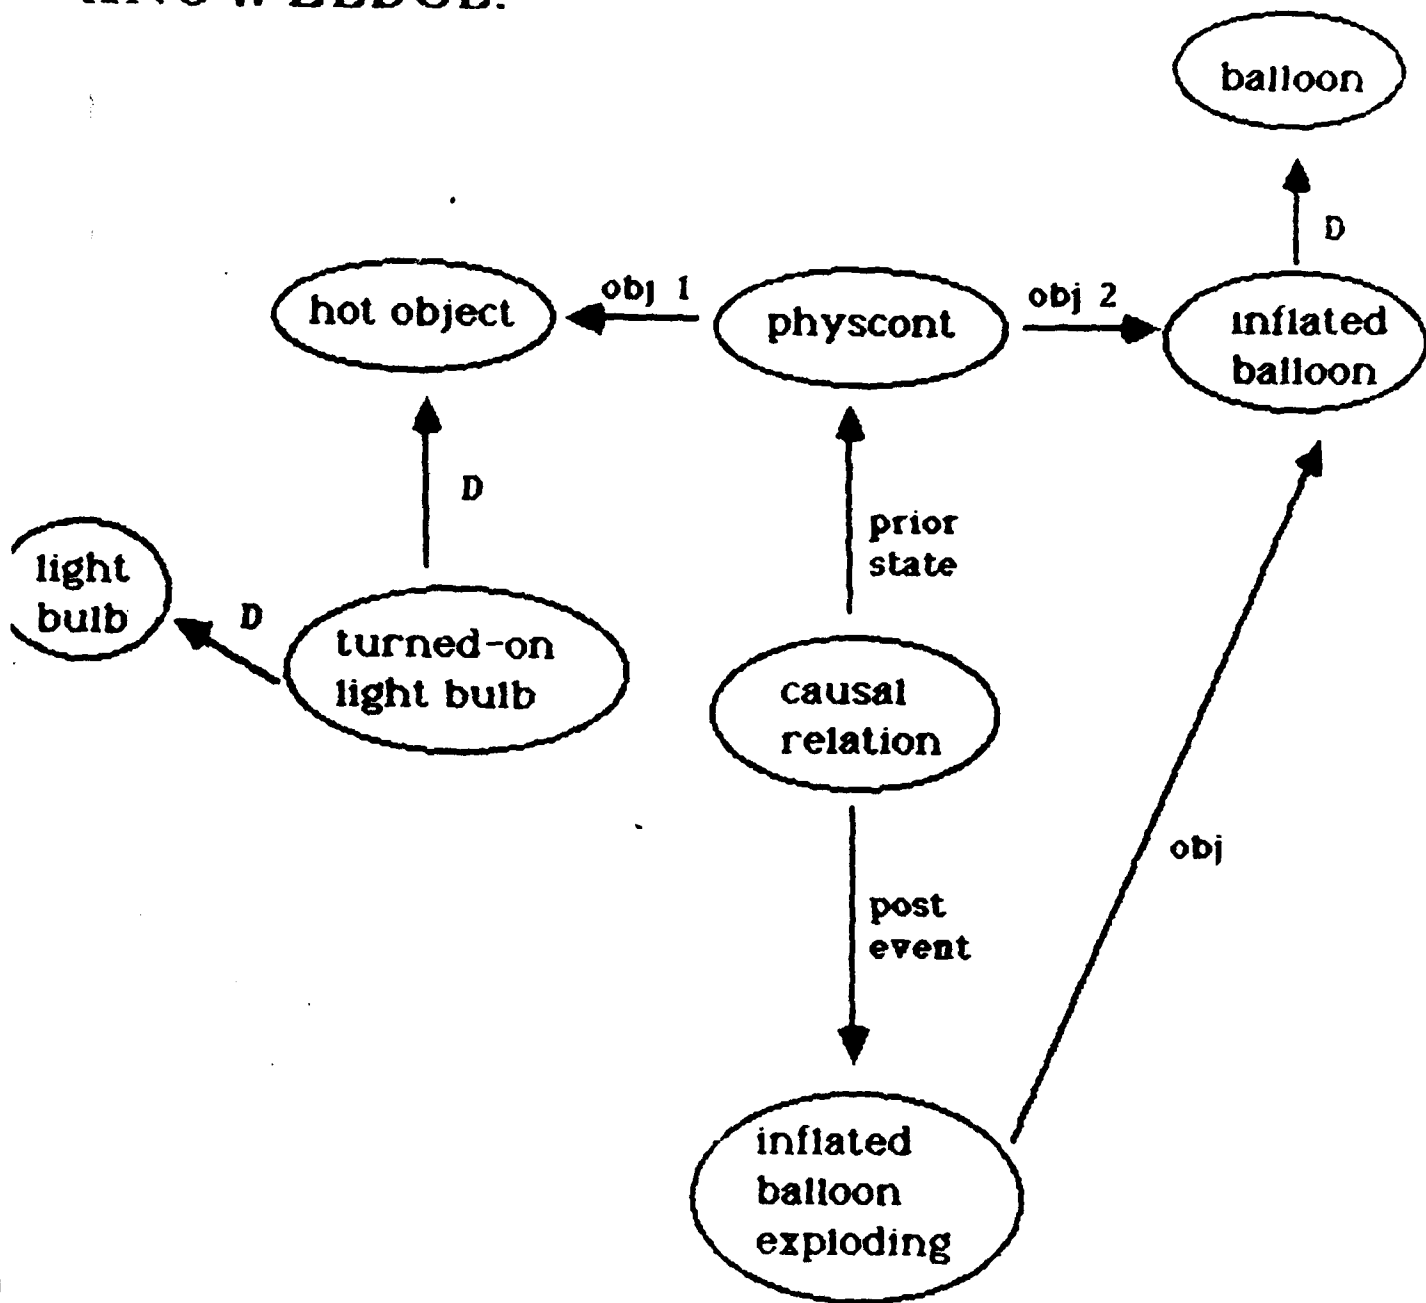 balloon
D
hot object
obj 1
physcont
obj 2
inflated
balloon
D
prior
state
light
bulb
D
turned-on
light bulb
causal
relation
obj
post
event
inflated
balloon
exploding